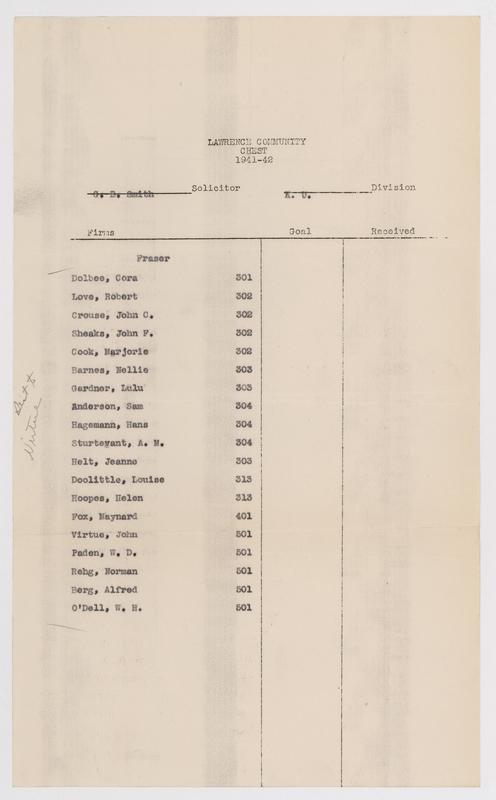 LAWRENCE COMMUNITY
CHEST
1941-42
G. B. Smith Solicitor K. U. Division
Firms Goal Received
Fraser
Dolbee, Cora 301
Love, Robert 302
Crouse, John C. 302
Sheaks, John F. 302
Cook, Marjorie 302
Barnes, Nellie 303
Gardner, Lulu 303
Anderson, Sam 304
Hagemann, Hans 304
Sturtevant, A. M. 304
Helt, Jeanne 303
Doolittle, Louise 313
Hoopes, Helen 313
Fox, Maynard 401
Virtue, John 501
Paden, W. D. 501
Rehg, Norman 501
Berg, Alfred 501
O'Dell, W. H. 501
Virtue